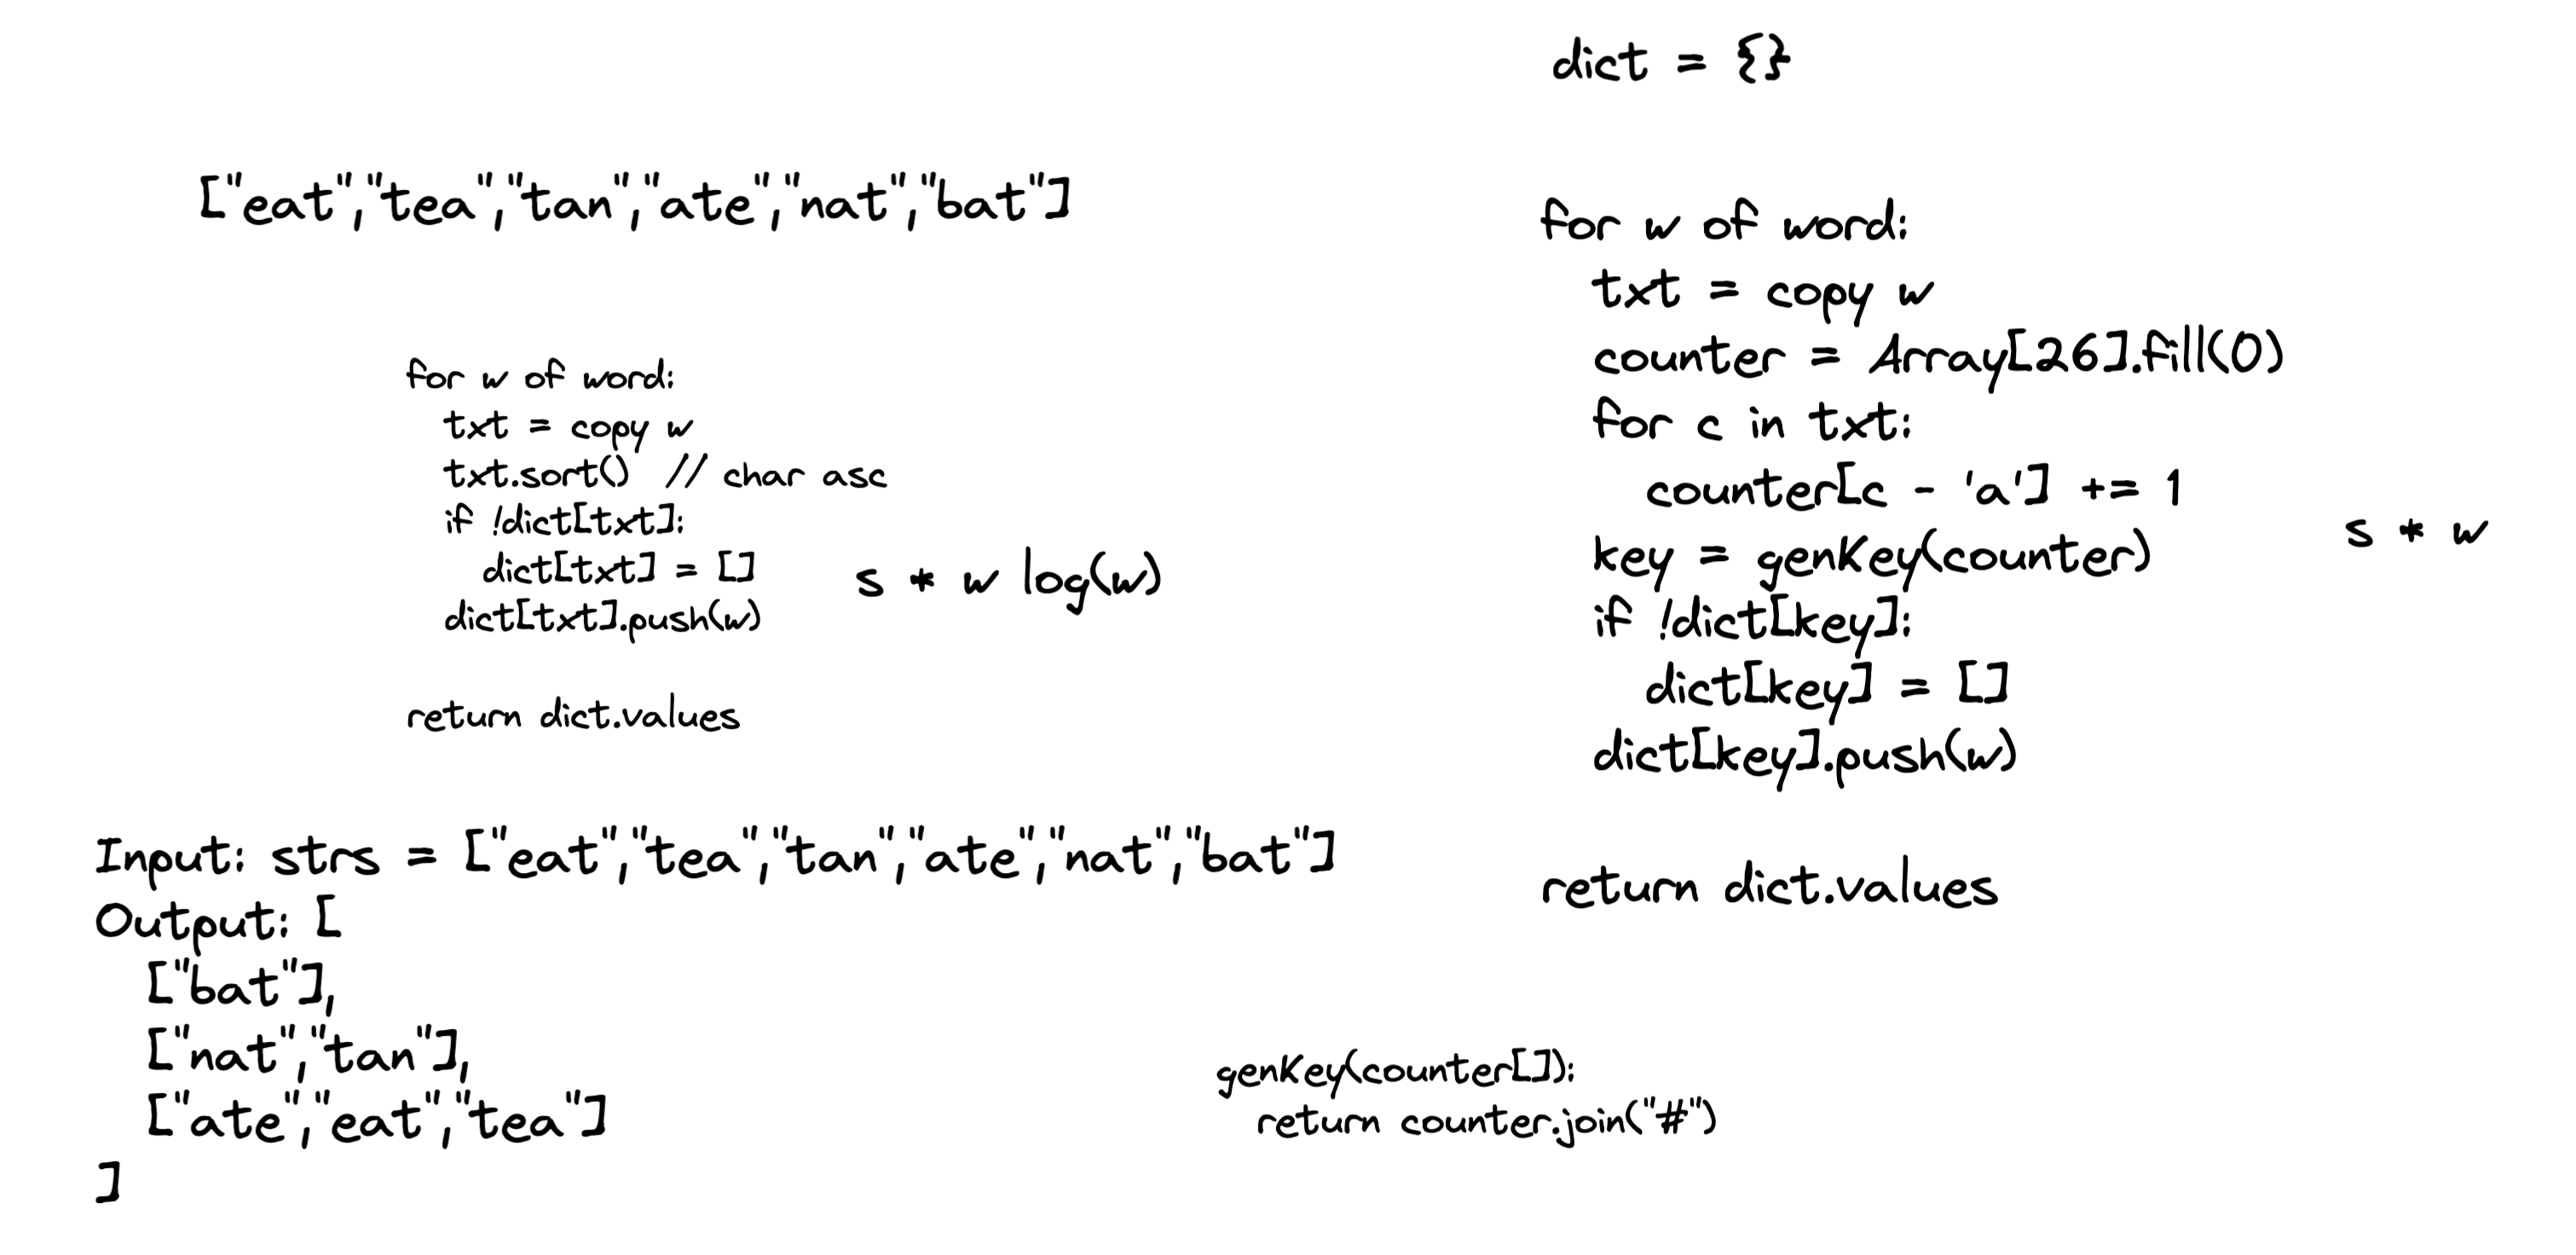 ["eat","tea","tan","ate","nat","bat"]
for w of word:
txt = copy w
txt.sort() // char asc
if !dict[txt]:
dict[txt] = []
dict[txt].push(w)
s * w log(w)
return dict.values
Input: strs = ["eat","tea","tan","ate","nat","bat"]
Output: [
["bat"],
["nat","tan"],
["ate","eat","tea"]
]
dict = {}
for w of word:
txt = copy w
counter = Array[26].fill(0)
for c in txt:
counter[c - 'a'] += 1
key = genKey(counter)
if !dict[key]:
dict[key] = []
dict[key].push(w)
s * w
return dict.values
genKey(counter[]):
return counter.join("#")